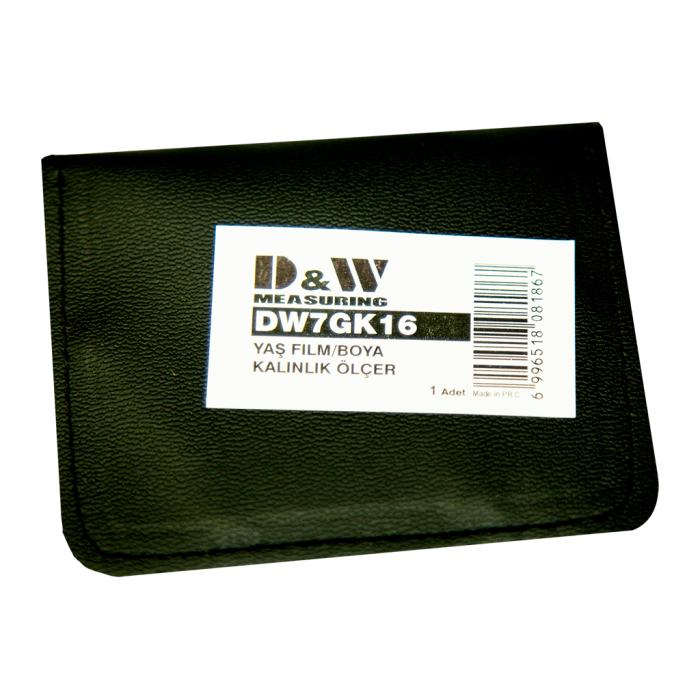 D&W
MEASURING
DW7GK16
YAŞ FILM/BOYA
KALINLIK ÖLÇER
1 Adet Made in P.R.C
6 996518 081867